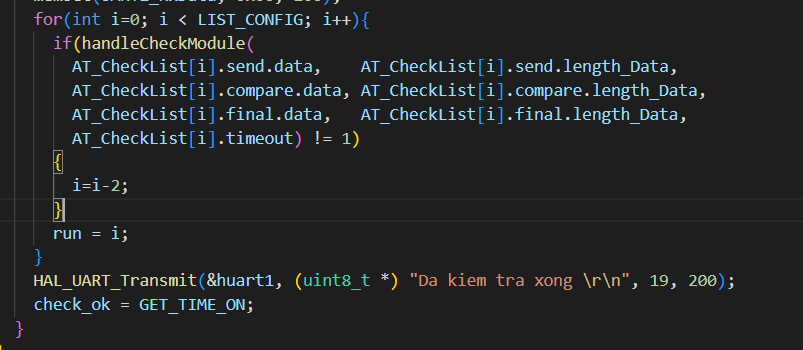 for(int i=0; i < LIST_CONFIG; i++){
if(handleCheckModule(
AT_CheckList[i].send.data, AT_CheckList[i].send.length_Data,
AT_CheckList[i].compare.data, AT_CheckList[i].compare.length_Data,
AT_CheckList[i].final.data, AT_CheckList[i].final.length_Data,
AT_CheckList[i].timeout) != 1)
{
i=i-2;
}
run = i;
}
HAL_UART_Transmit(&huart1, (uint8_t *) "Da kiem tra xong \r\n", 19, 200);
check_ok = GET_TIME_ON;
}